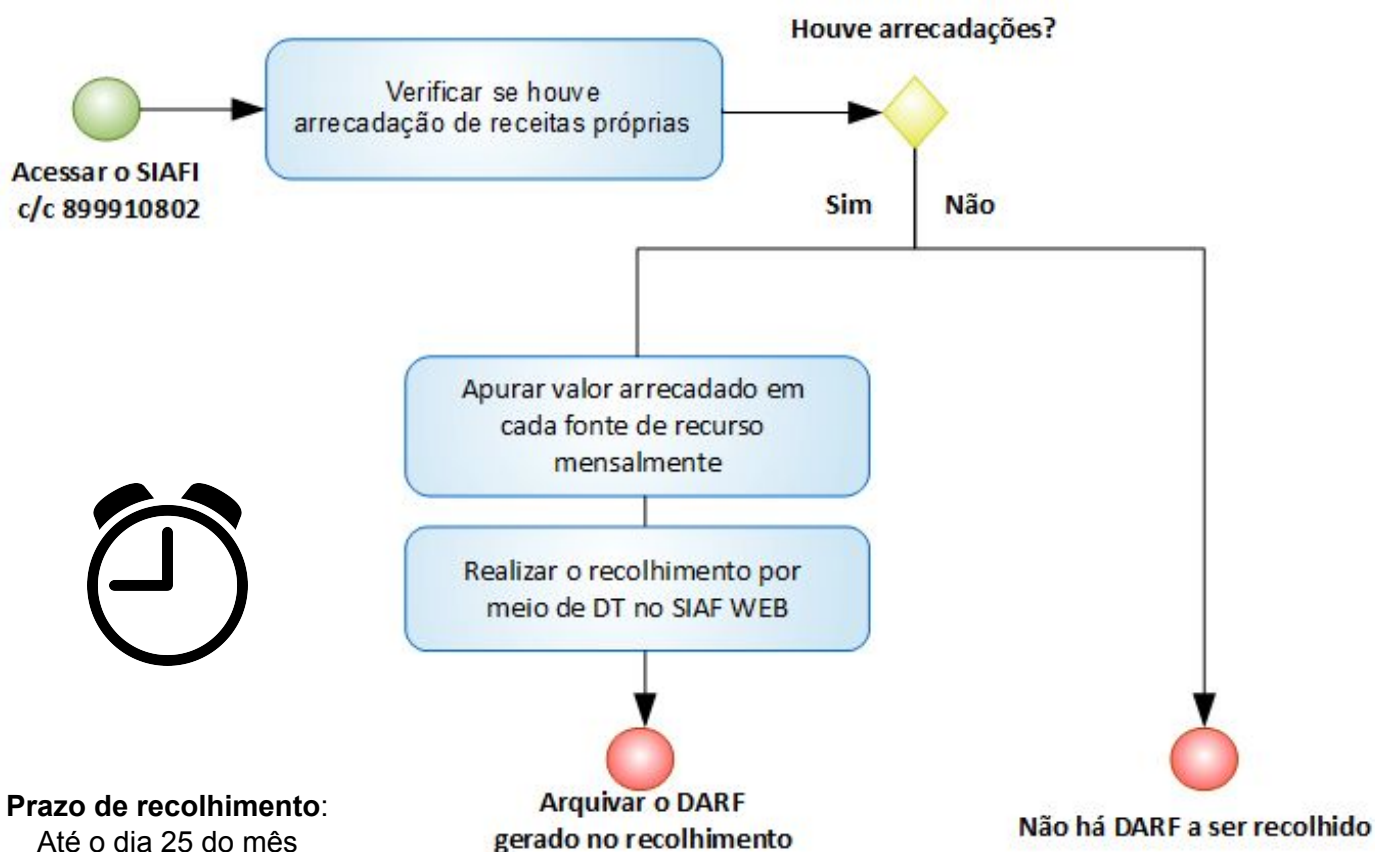 Houve arrecadações?
Verificar se houve
arrecadação de receitas próprias
Acessar o SIAFI
c/c 899910802
Sim
Não
Apurar valor arrecadado em
cada fonte de recurso
mensalmente
Realizar o recolhimento por
meio de DT no SIAF WEB
Prazo de recolhimento:
Até o dia 25 do mês
Arquivar o DARF
gerado no recolhimento
Não há DARF a ser recolhido